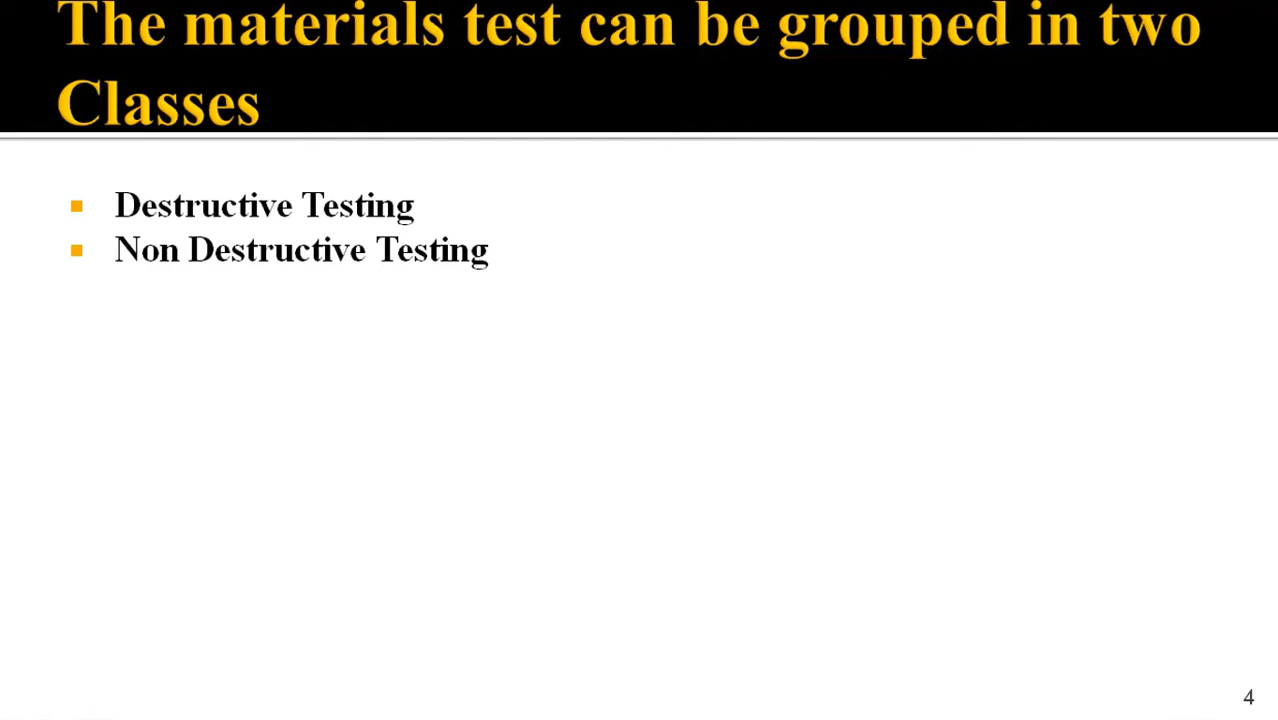 The materials test can be grouped in two
Classes
Destructive Testing
Non Destructive Testing
4